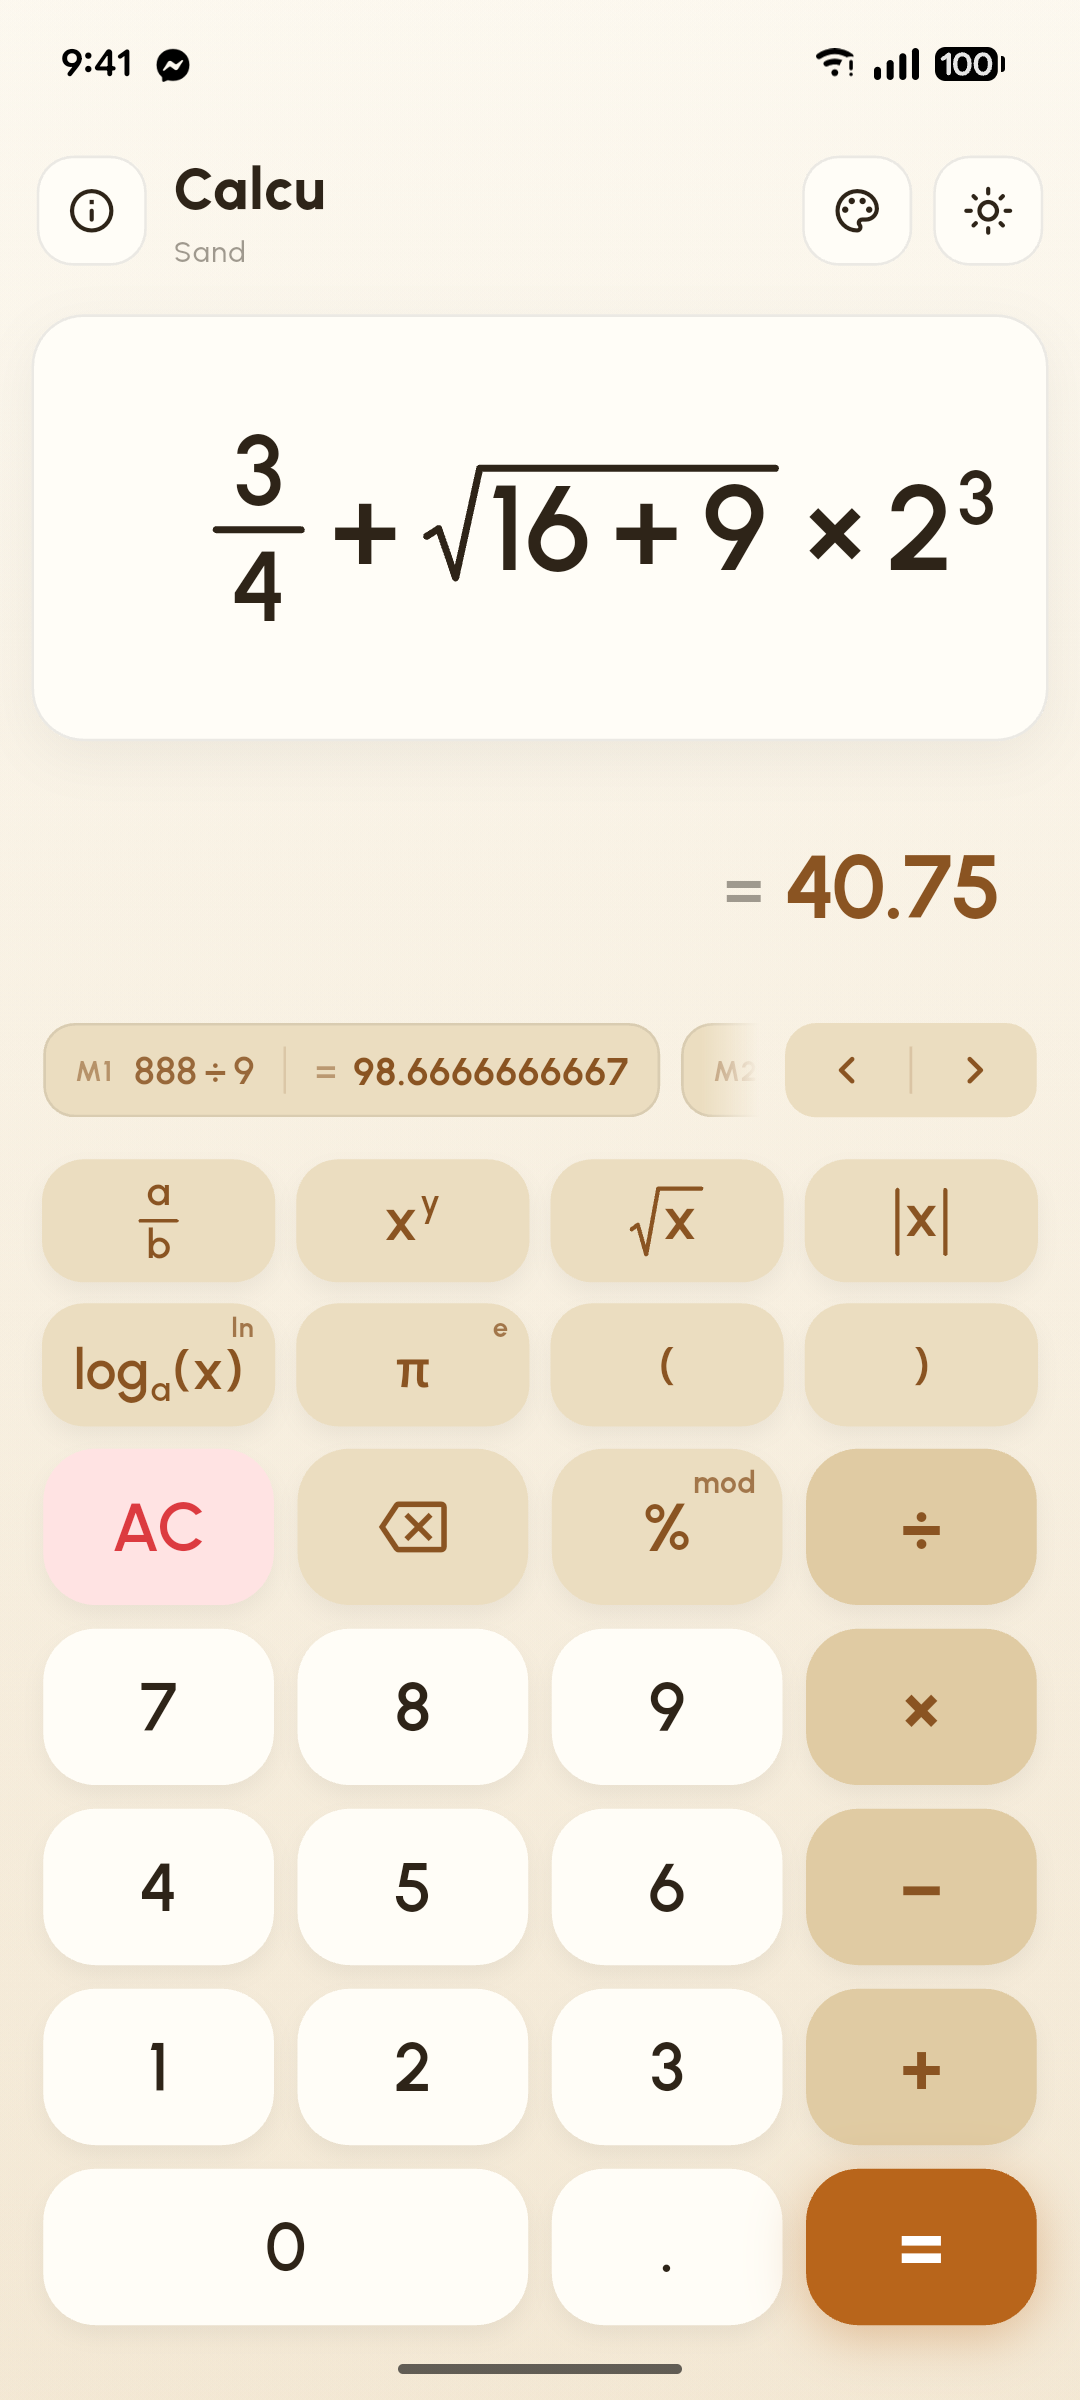 9:41
100
Calcu
Sand
3/4 + √(16 + 9) × 2³
= 40.75
M1 888÷9 = 98.6666666667 M2 < >
a/b xʸ √x |x|
ln e
logₐ(x) π ( )
mod
AC % ÷
7 8 9 ×
4 5 6 −
1 2 3 +
0 . =